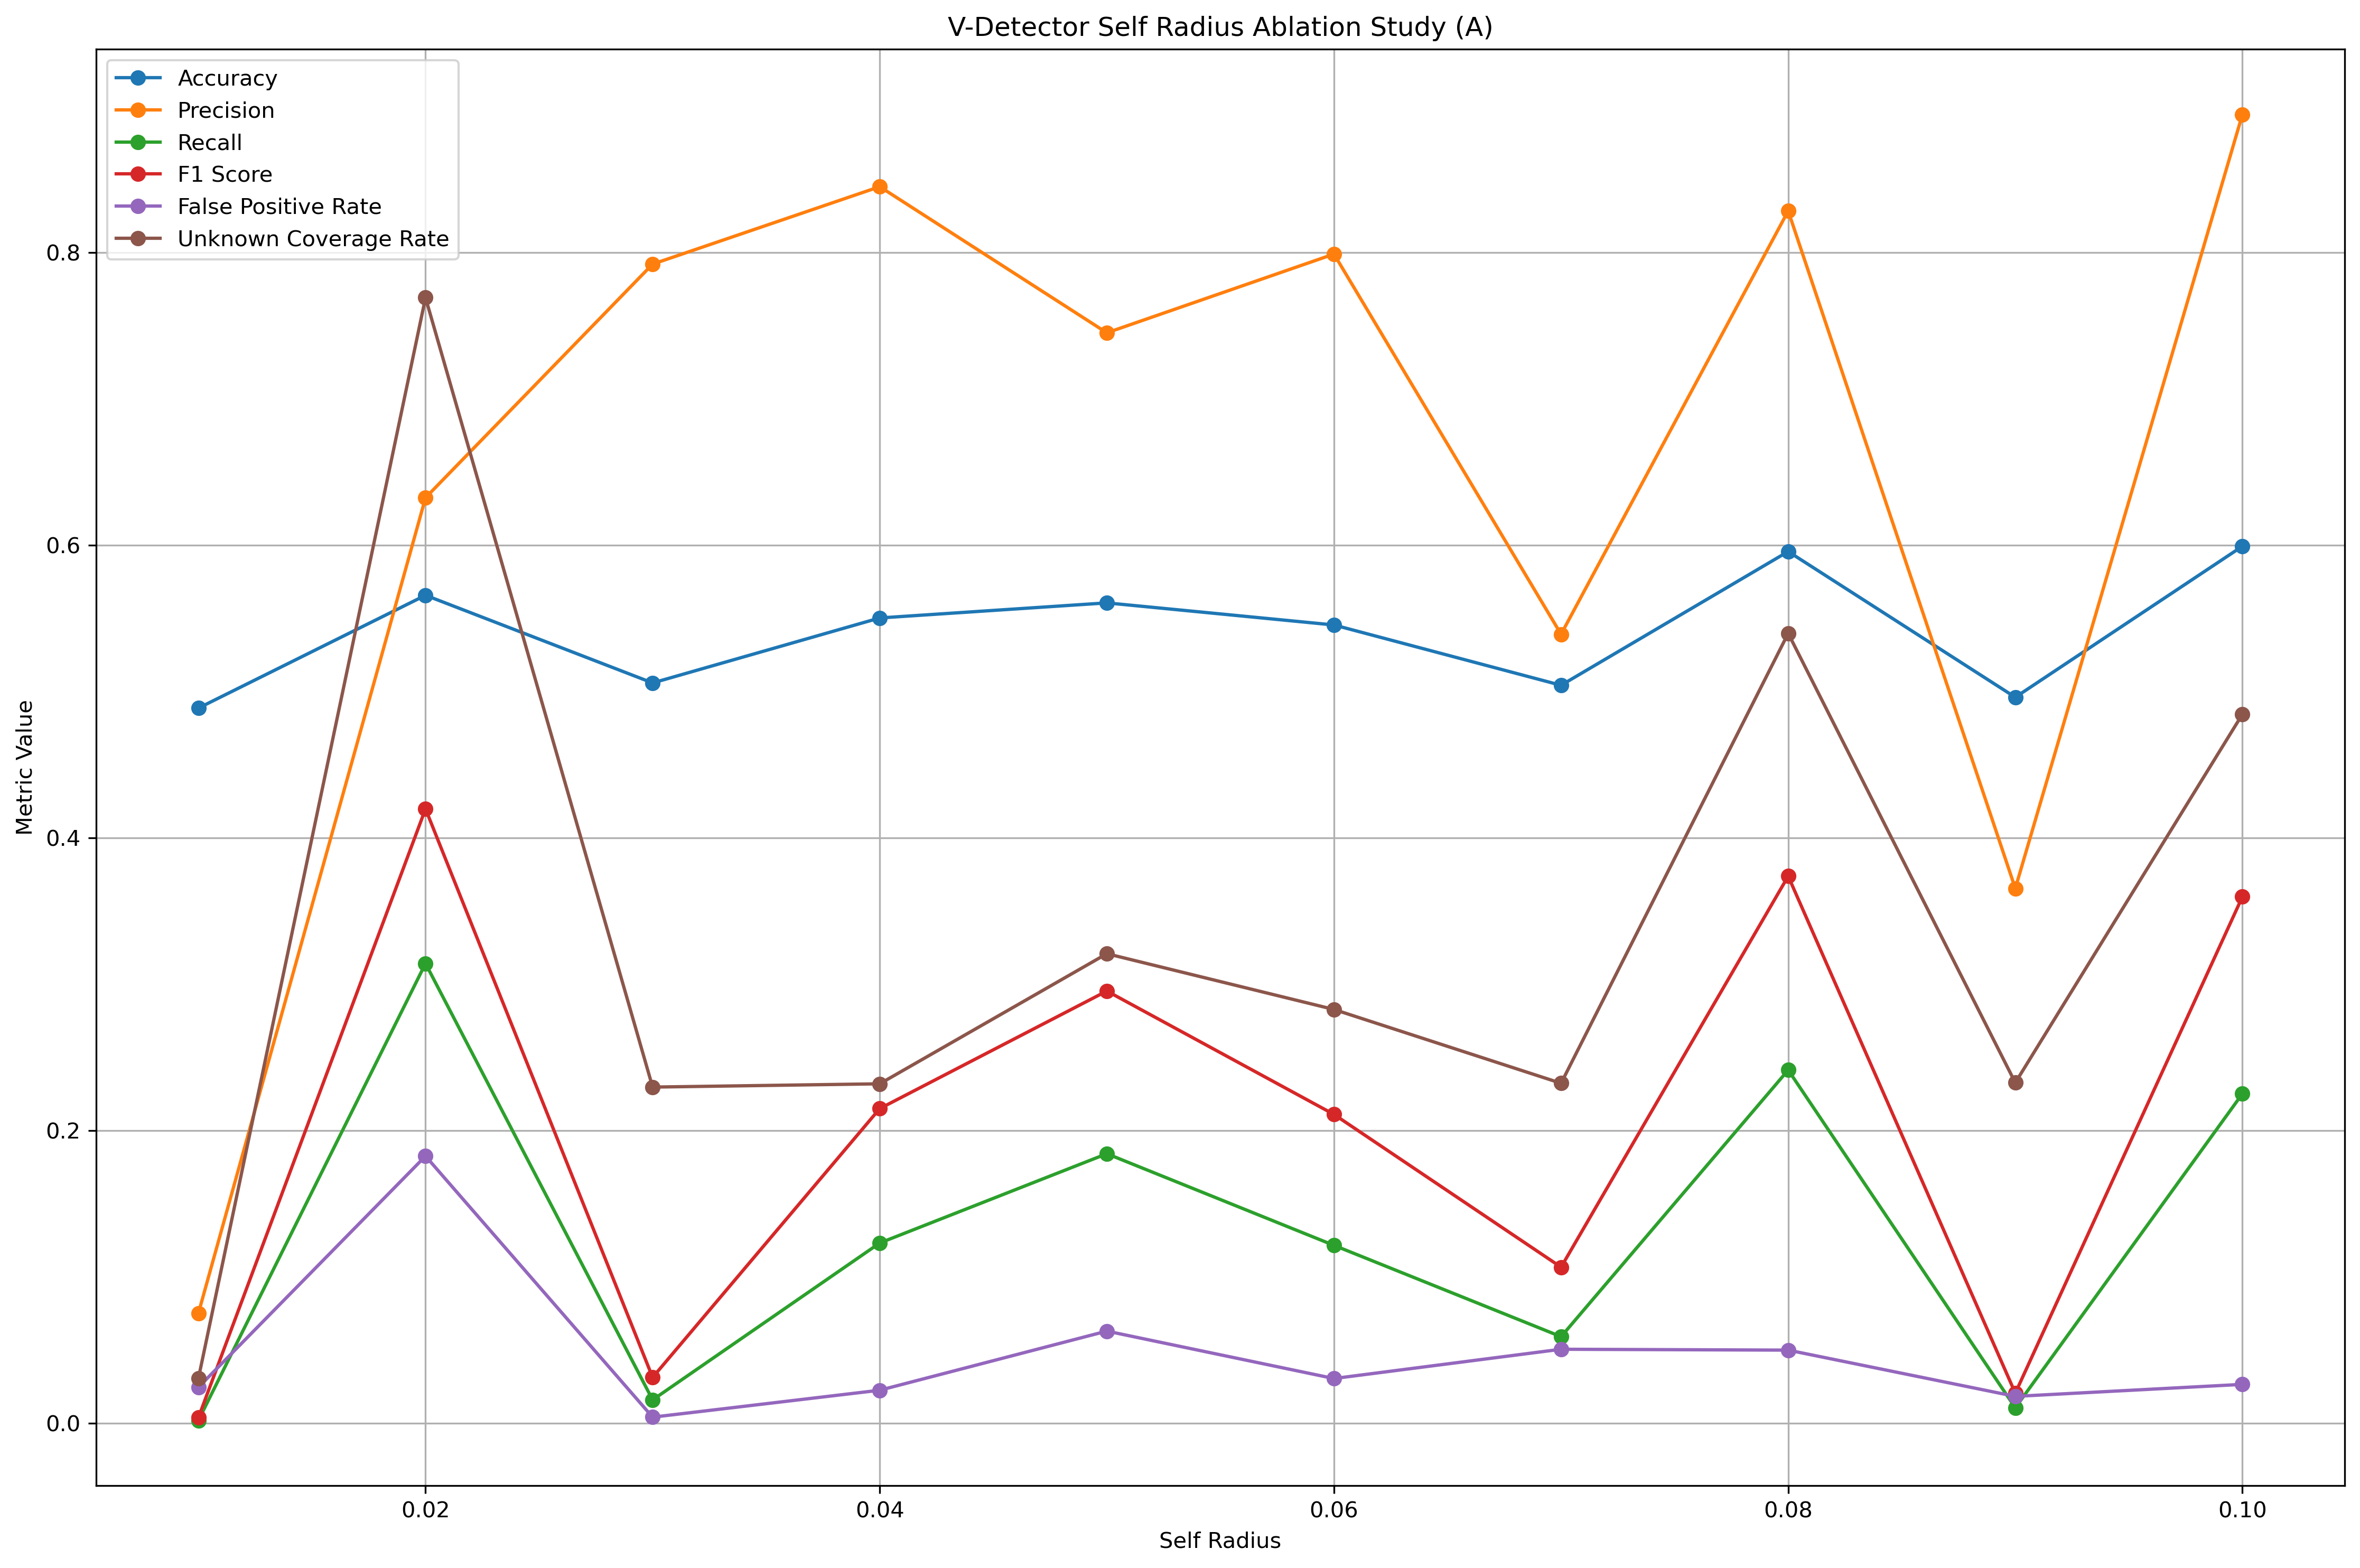 V-Detector Self Radius Ablation Study (A)
Accuracy
Precision
Recall
F1 Score
False Positive Rate
Unknown Coverage Rate
Metric Value
0.8
0.6
0.4
0.2
0.0
0.02
0.04
0.06
0.08
0.10
Self Radius